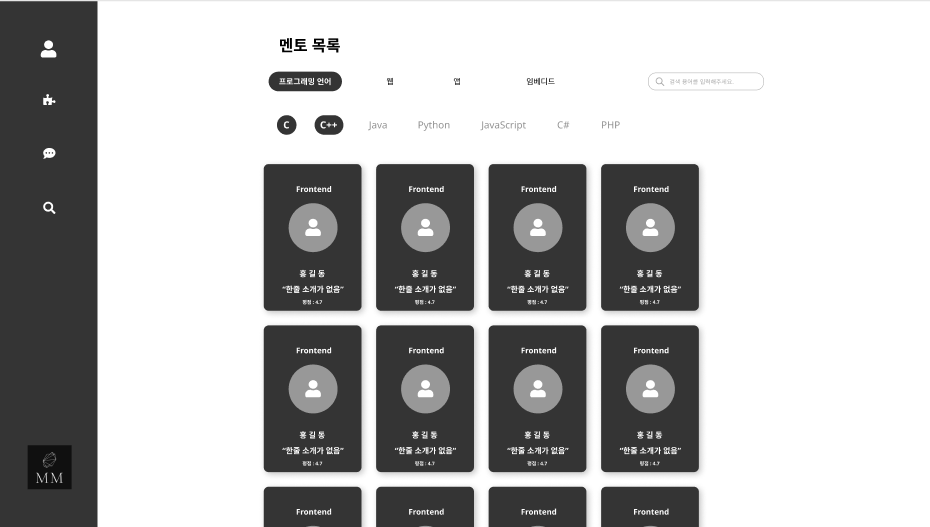 멘토 목록
프로그래밍 언어 웹 앱 임베디드 검색 용어를 입력해주세요.
C C++ Java Python JavaScript C# PHP
Frontend Frontend Frontend Frontend
홍 길 동 홍 길 동 홍 길 동 홍 길 동
“한줄 소개가 없음” “한줄 소개가 없음” “한줄 소개가 없음” “한줄 소개가 없음”
평점 : 4.7 평점 : 4.7 평점 : 4.7 평점 : 4.7
Frontend Frontend Frontend Frontend
홍 길 동 홍 길 동 홍 길 동 홍 길 동
“한줄 소개가 없음” “한줄 소개가 없음” “한줄 소개가 없음” “한줄 소개가 없음”
평점 : 4.7 평점 : 4.7 평점 : 4.7 평점 : 4.7
MM
Frontend Frontend Frontend Frontend